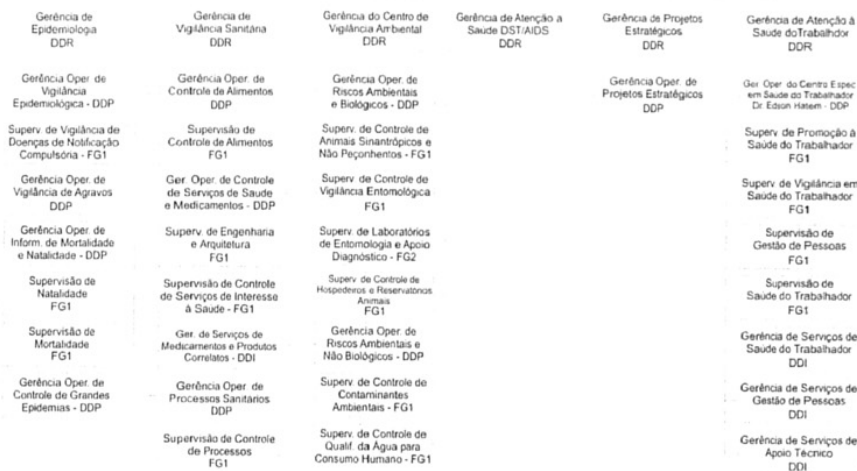 Gerência de
Epidemiologia
DDR
Gerência Oper. de
Vigilância
Epidemiológica - DDP
Superv. de Vigilância de
Doenças de Notificação
Compulsória - FG1
Gerência Oper. de
Vigilância de Agravos
DDP
Gerência Oper. de
Inform. de Mortalidade
e Natalidade - DDP
Supervisão de
Natalidade
FG1
Supervisão de
Mortalidade
FG1
Gerência Oper. de
Controle de Grandes
Epidemias - DDP
Gerência de
Vigilância Sanitária
DDR
Gerência Oper. de
Controle de Alimentos
DDP
Supervisão de
Controle de Alimentos
FG1
Ger. Oper. de Controle
de Serviços de Saude
e Medicamentos - DDP
Superv. de Engenharia
e Arquitetura
FG1
Supervisão de Controle
de Serviços de Interesse
à Saúde - FG1
Ger. de Serviços de
Medicamentos e Produtos
Correlatos - DDI
Gerência Oper. de
Processos Sanitários
DDP
Supervisão de Controle
de Processos
FG1
Gerência do Centro de
Vigilância Ambiental
DDR
Gerência Oper. de
Riscos Ambientais
e Biológicos - DDP
Superv. de Controle de
Animais Sinantrópicos e
Não Peçonhentos - FG1
Superv. de Controle de
Vigilância Entomológica
FG1
Superv. de Laboratórios
de Entomologia e Apoio
Diagnóstico - FG2
Superv. de Controle de
Hospedeiros e Reservatórios
Animais
FG1
Gerência Oper. de
Riscos Ambientais e
Não Biológicos - DDP
Superv. de Controle de
Contaminantes
Ambientais - FG1
Superv. de Controle de
Qualif. da Água para
Consumo Humano - FG1
Gerência de Atenção a
Saúde DST/AIDS
DDR
Gerência de Projetos
Estratégicos
DDR
Gerência Oper. de
Projetos Estratégicos
DDP
Gerência de Atenção à
Saude doTrabalhdor
DDR
Ger. Oper. do Centro Espec
em Saúde do Trabalhador
Dr. Edson Hatem - DDP
Superv de Promoção à
Saúde do Trabalhador
FG1
Superv. de Vigilância em
Saúde do Trabalhador
FG1
Supervisão de
Gestão de Pessoas
FG1
Supervisão de
Saúde do Trabalhador
FG1
Gerência de Serviços de
Saúde do Trabalhador
DDI
Gerência de Serviços de
Gestão de Pessoas
DDI
Gerência de Serviços de
Apoio Técnico
DDI